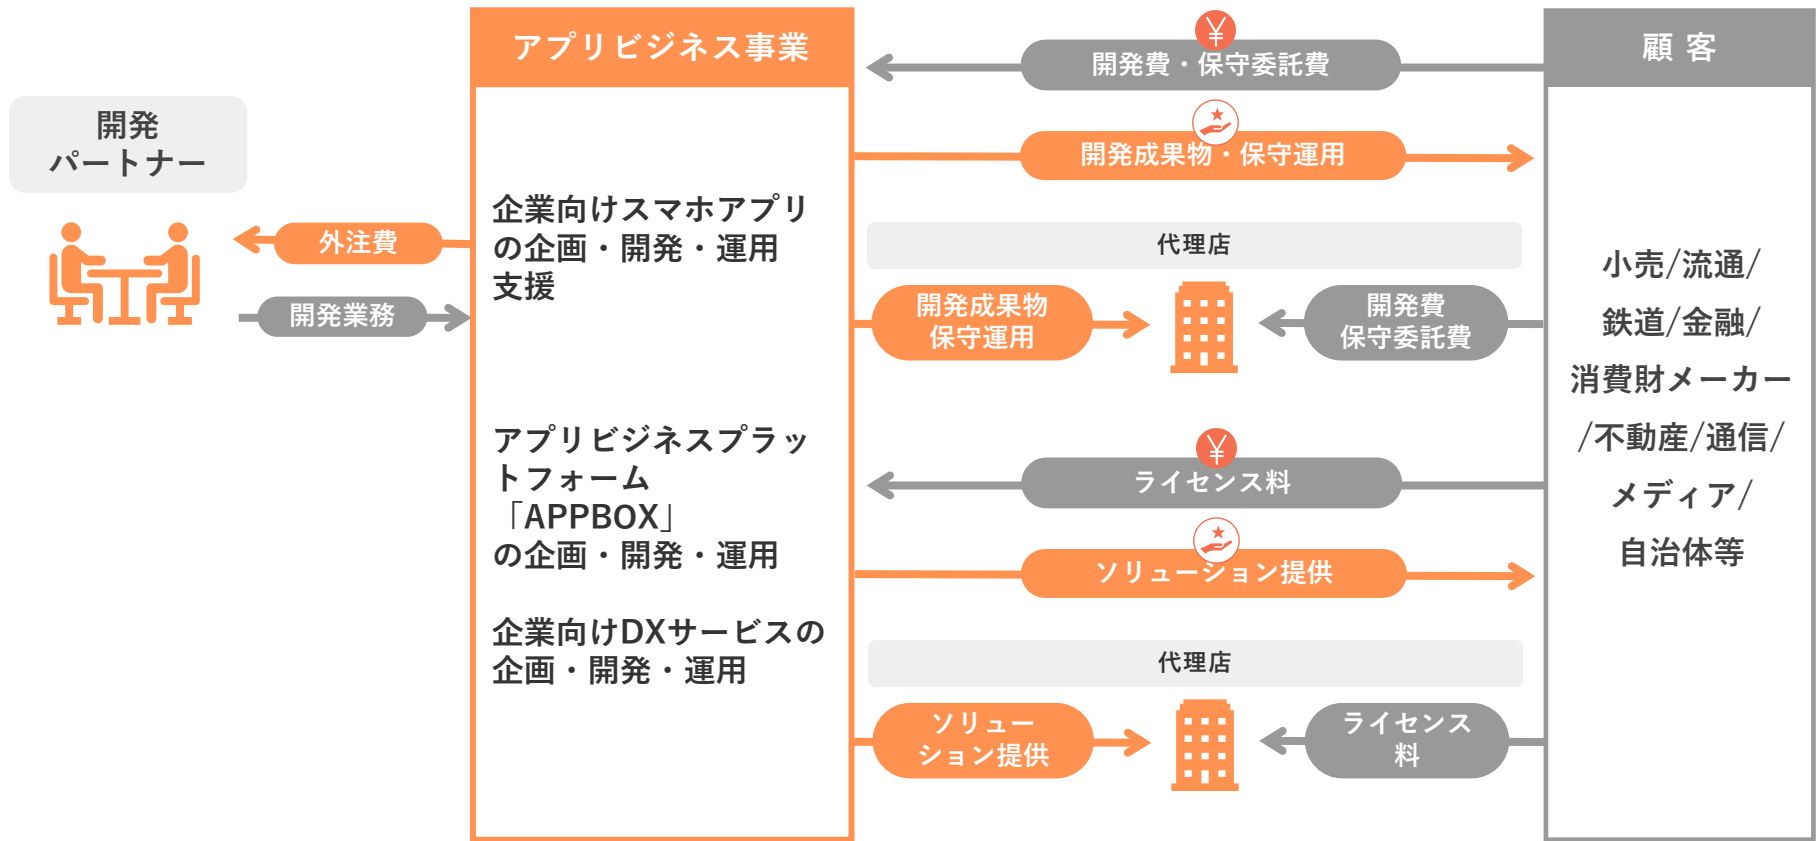 開発
パートナー
外注費
開発業務
アプリビジネス事業
企業向けスマホアプリ
の企画・開発・運用
支援
アプリビジネスプラッ
トフォーム
「APPBOX」
の企画・開発・運用
企業向けDXサービスの
企画・開発・運用
¥
開発費・保守委託費
開発成果物・保守運用
代理店
開発成果物
保守運用
開発費
保守委託費
¥
ライセンス料
ソリューション提供
代理店
ソリュー
ション提供
ライセンス
料
顧 客
小売/流通/
鉄道/金融/
消費財メーカー
/不動産/通信/
メディア/
自治体等